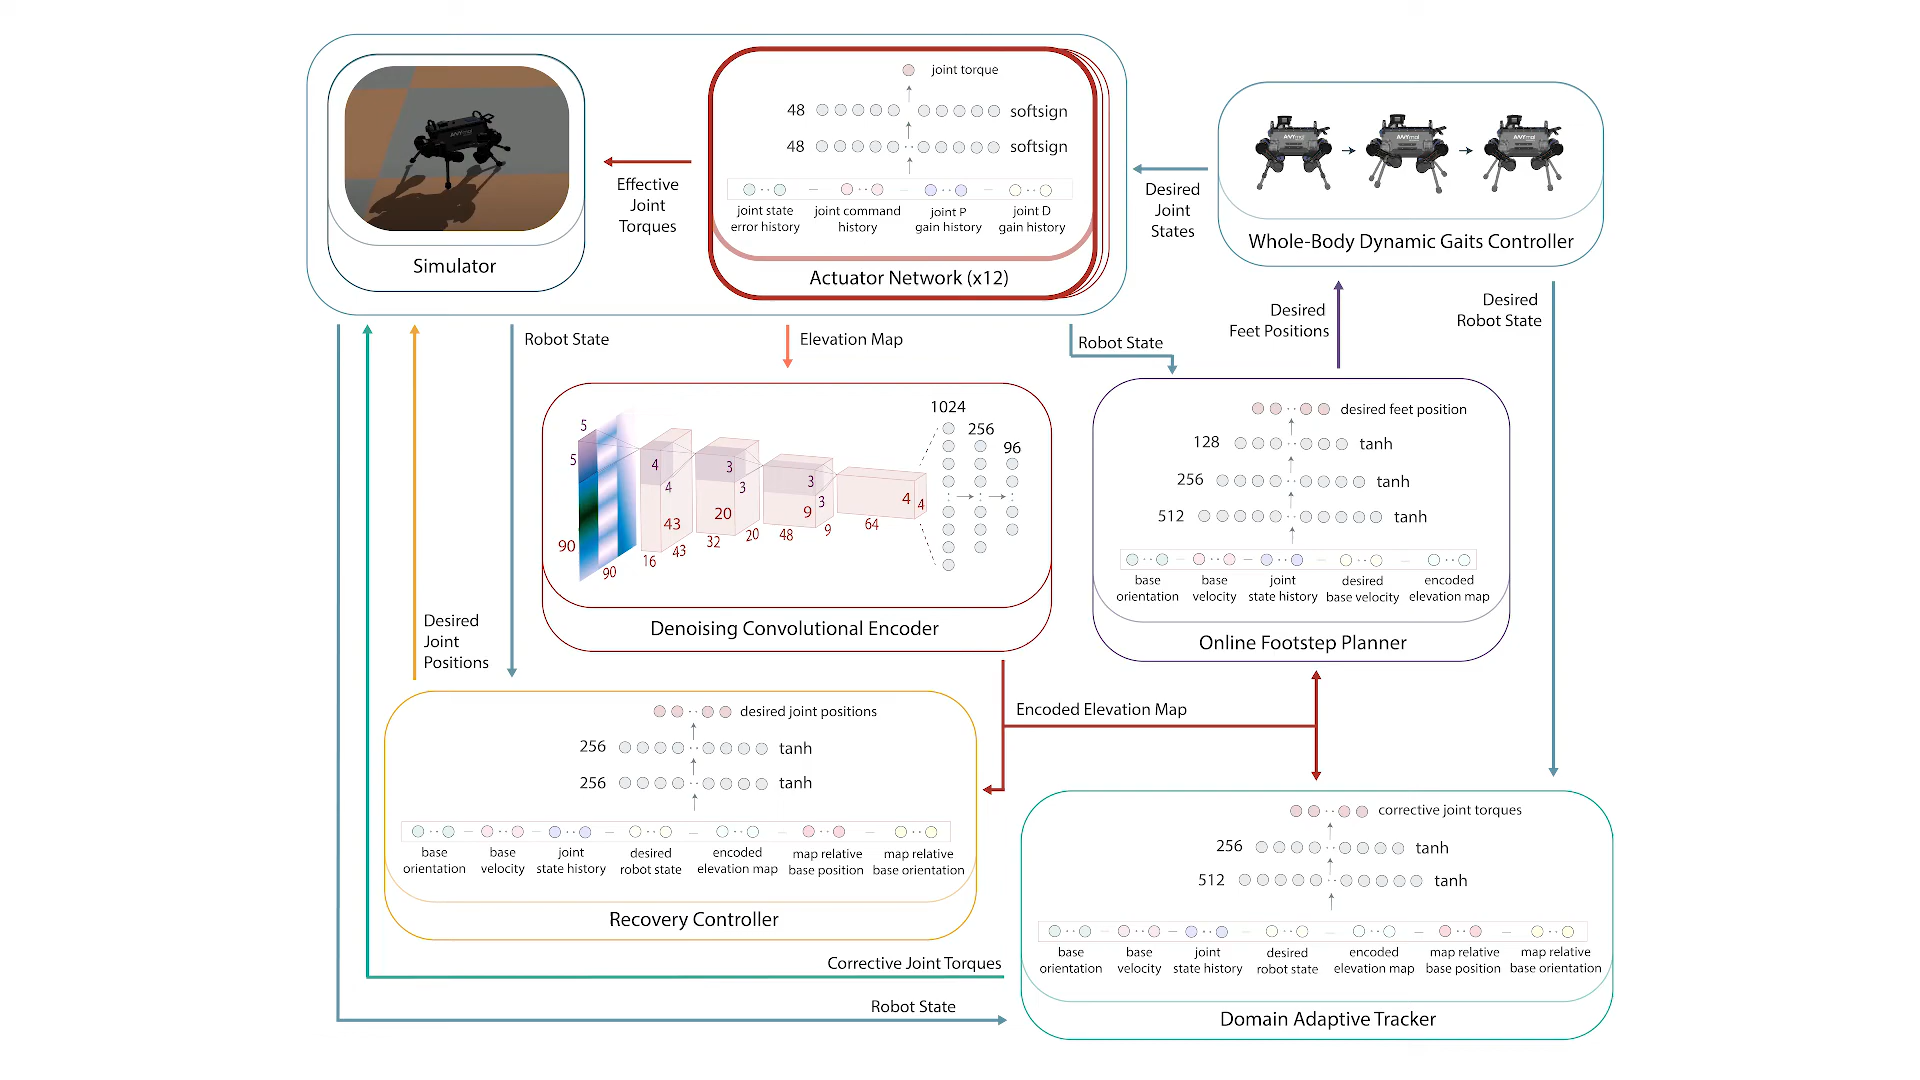 joint torque
48 softsign
48 softsign
joint state error history
joint command history
joint P gain history
joint D gain history
Actuator Network (x12)
Simulator
Effective
Joint
Torques
Desired
Joint
States
ANYmal
ANYmal
ANYmal
Whole-Body Dynamic Gaits Controller
Robot State
Elevation Map
Robot State
Desired
Feet Positions
Desired
Robot State
5
5
90
90
4
4
43
16
43
3
3
20
32
20
3
3
9
48
9
4
4
64
1024
256
96
Denoising Convolutional Encoder
desired feet position
128 tanh
256 tanh
512 tanh
base orientation
base velocity
joint state history
desired base velocity
encoded elevation map
Online Footstep Planner
Desired
Joint
Positions
Encoded Elevation Map
desired joint positions
256 tanh
256 tanh
base orientation
base velocity
joint state history
desired robot state
encoded elevation map
map relative base position
map relative base orientation
Recovery Controller
corrective joint torques
256 tanh
512 tanh
base orientation
base velocity
joint state history
desired robot state
encoded elevation map
map relative base position
map relative base orientation
Domain Adaptive Tracker
Corrective Joint Torques
Robot State